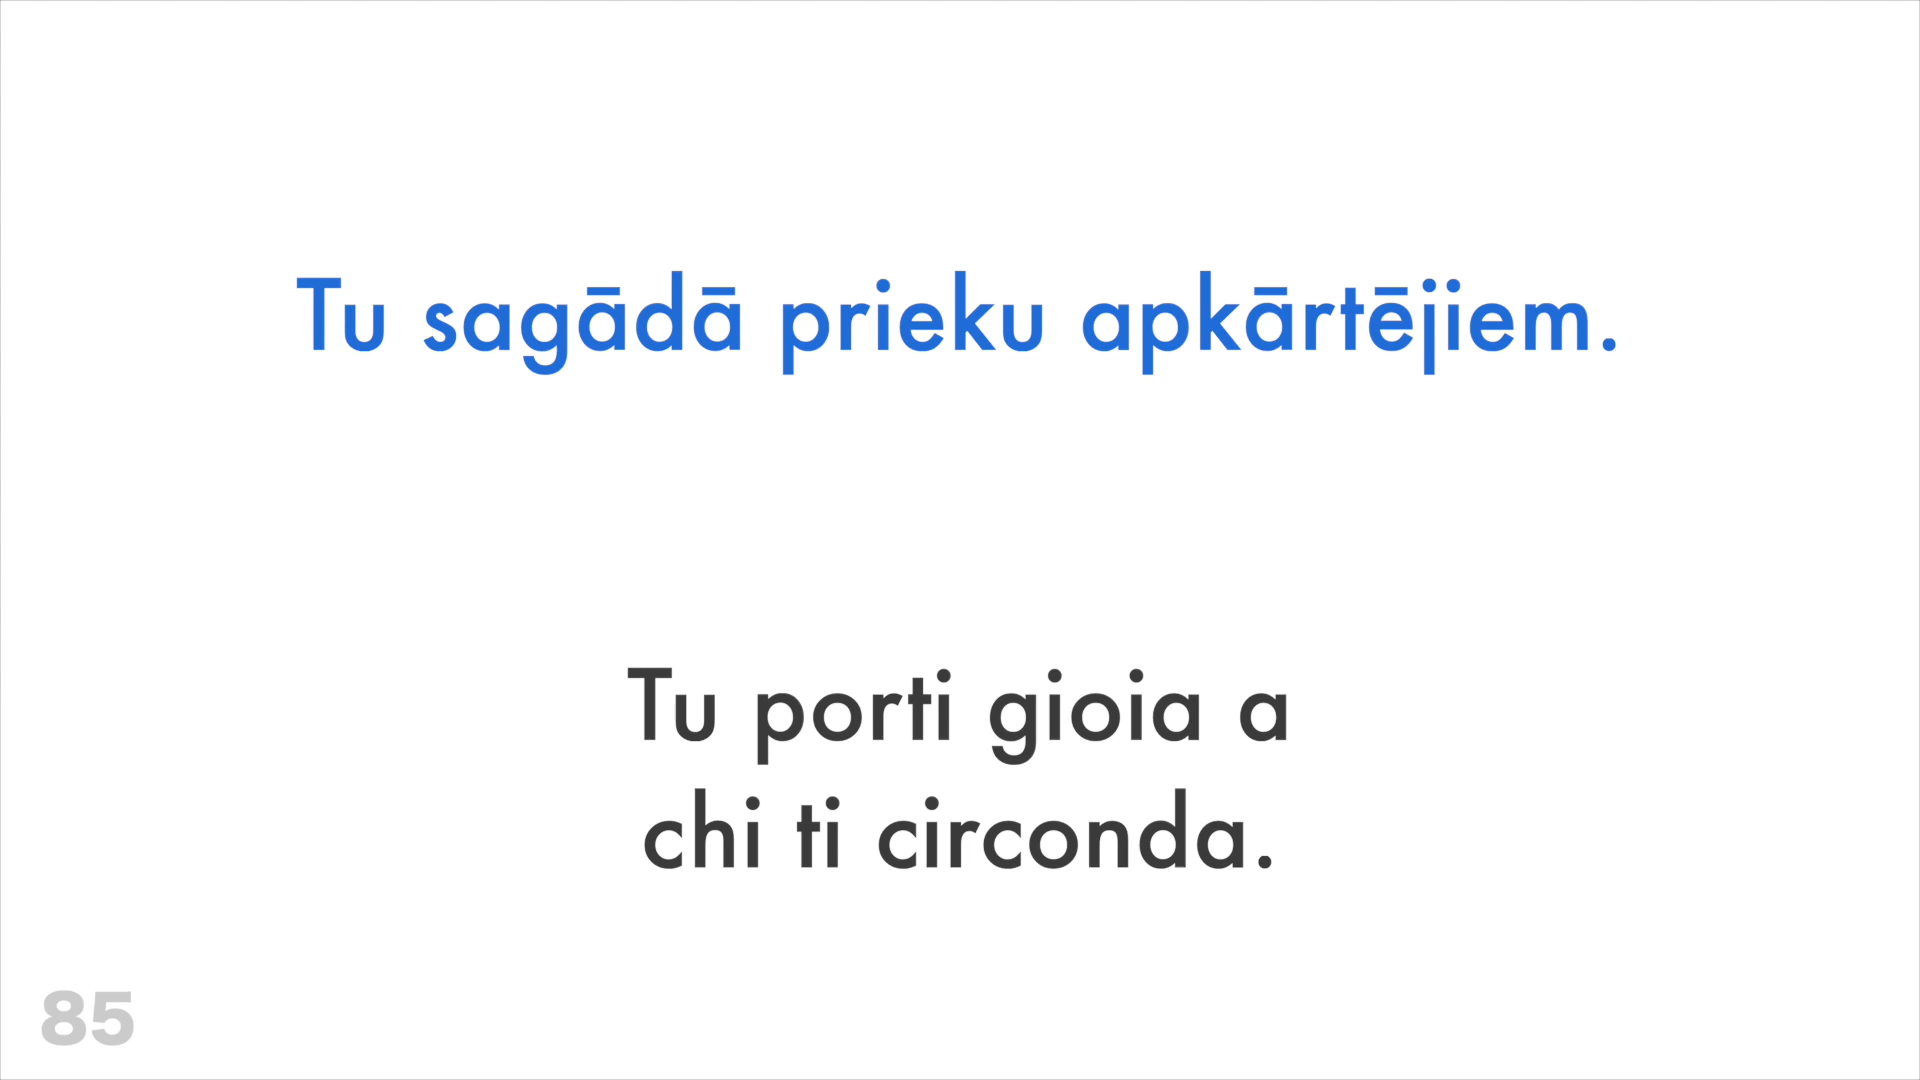 Tu sagādā prieku apkārtējiem.
Tu porti gioia a
chi ti circonda.
85